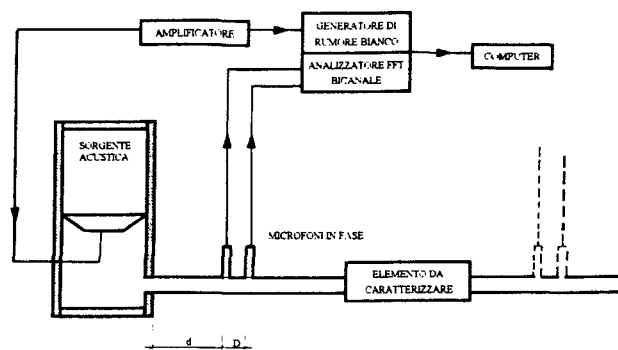 AMPLIFICATORE
GENERATORE DI
RUMORE BIANCO
ANALIZZATORE FFT
BICANALE
COMPUTER
SORGENTE
ACUSTICA
MICROFONI IN FASE
ELEMENTO DA
CARATTERIZZARE
d
D